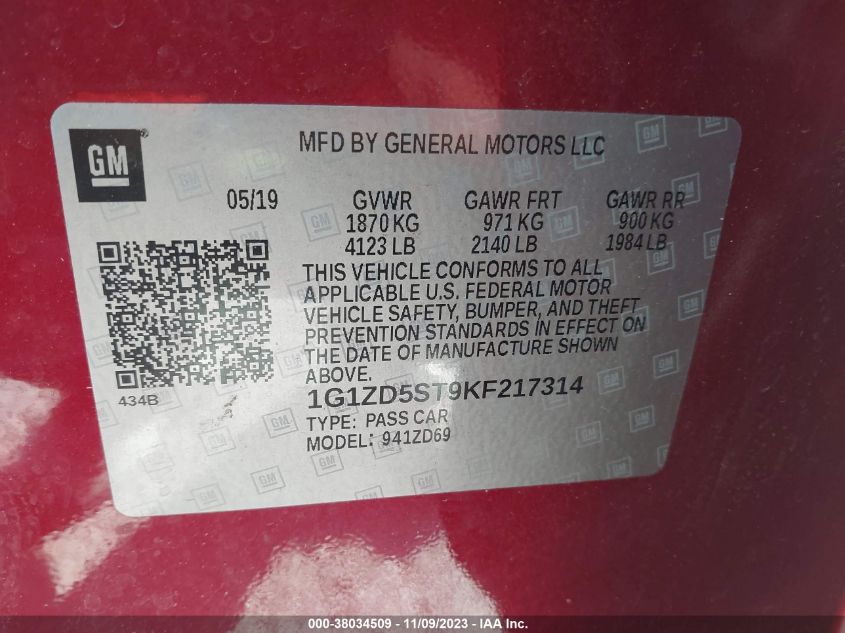 GM
MFD BY GENERAL MOTORS LLC
05/19 GVWR GAWR FRT GAWR RR
1870 KG 971 KG 900 KG
4123 LB 2140 LB 1984 LB
THIS VEHICLE CONFORMS TO ALL
APPLICABLE U.S. FEDERAL MOTOR
VEHICLE SAFETY, BUMPER, AND THEFT
PREVENTION STANDARDS IN EFFECT ON
THE DATE OF MANUFACTURE SHOWN
ABOVE.
434B
1G1ZD5ST9KF217314
TYPE: PASS CAR
MODEL: 941ZD69
000-38034509 - 11/09/2023 - IAA Inc.